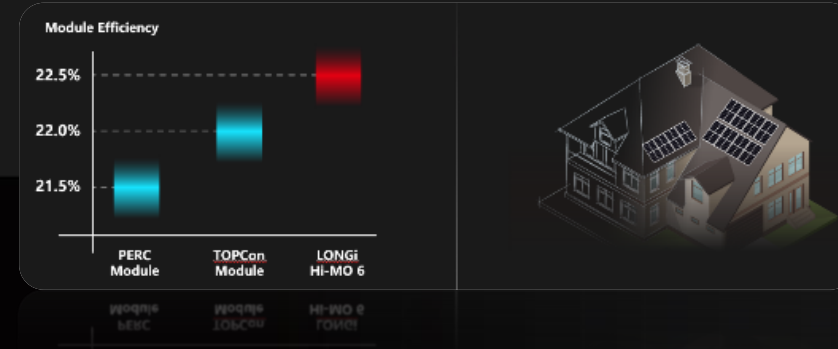 Module Efficiency
22.5%
22.0%
21.5%
PERC
Module
TOPCon
Module
LONGi
Hi-MO 6